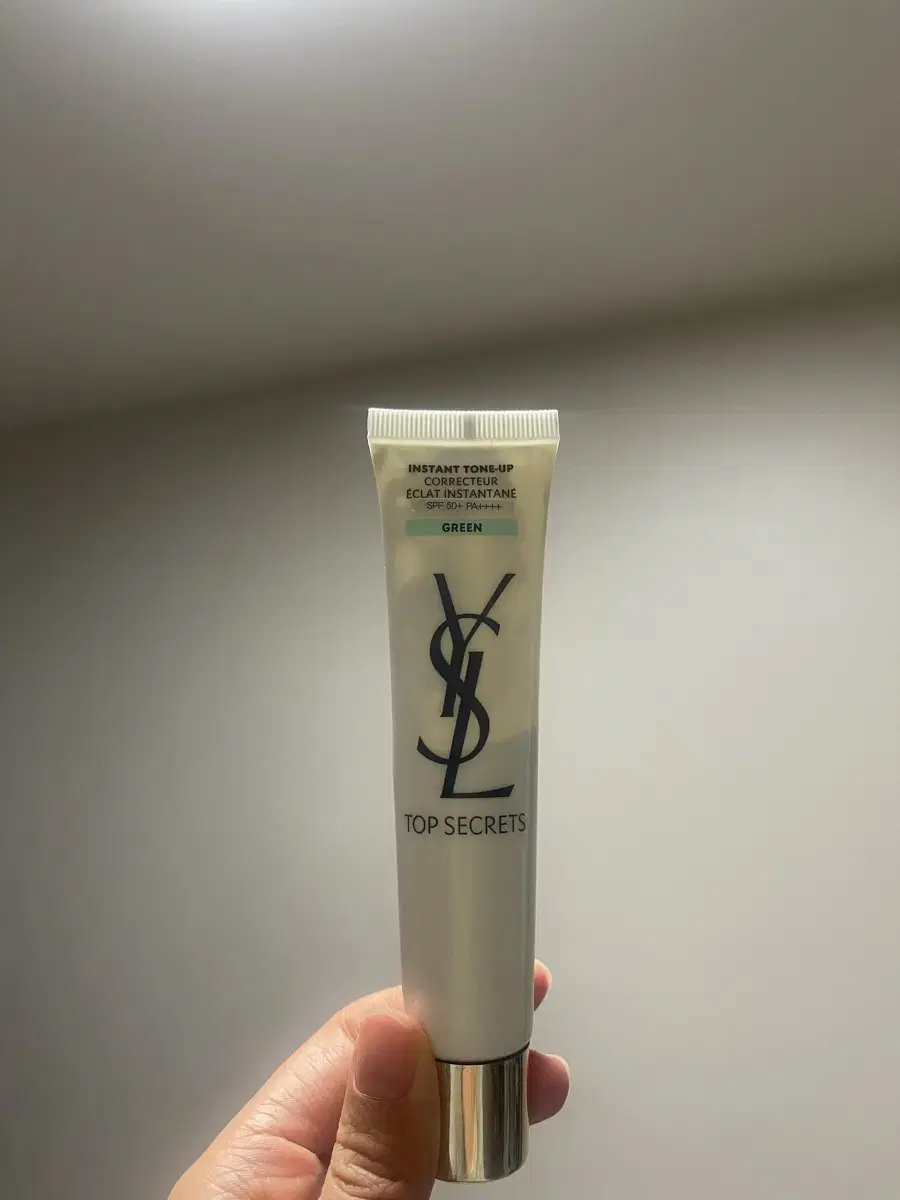 INSTANT TONE-UP
CORRECTEUR
ÉCLAT INSTANTANÉ
SPF 50+ PA++++
GREEN
YSL
TOP SECRETS